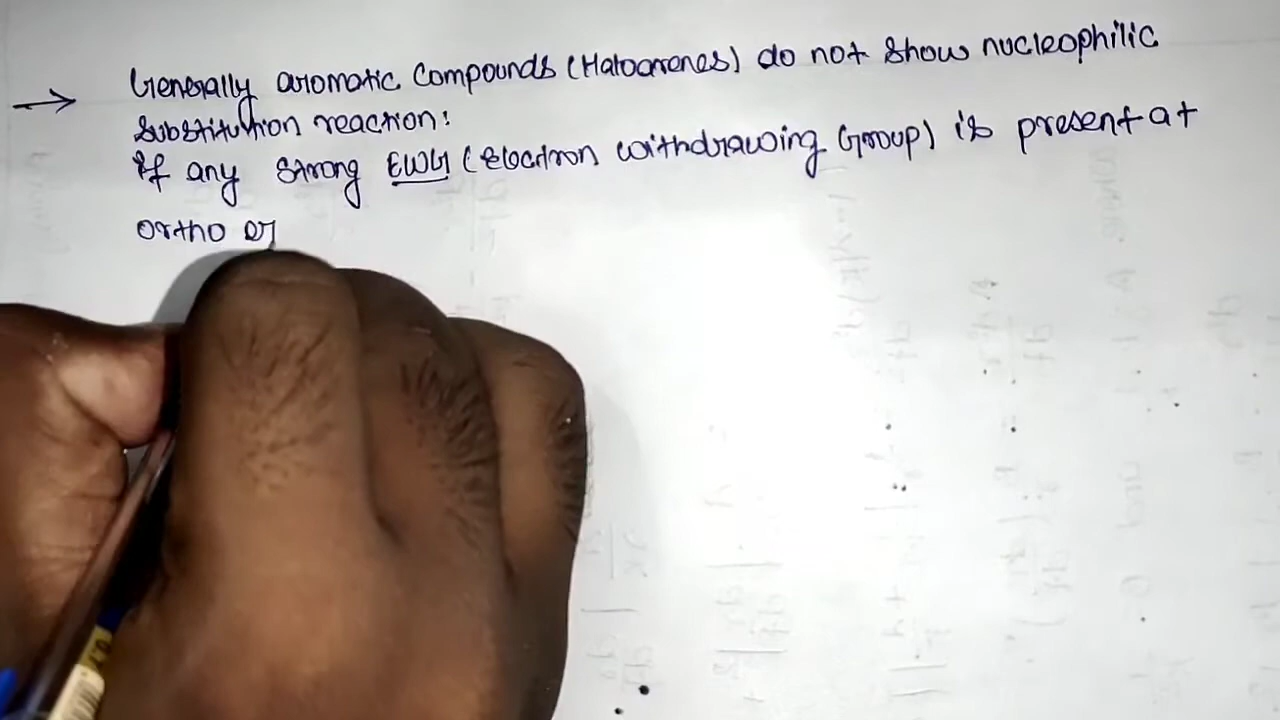 → Generally aromatic compounds (Haloarenes) do not show nucleophilic
substitution reaction:
If any strong EWG (Electron withdrawing Group) is present at
ortho or